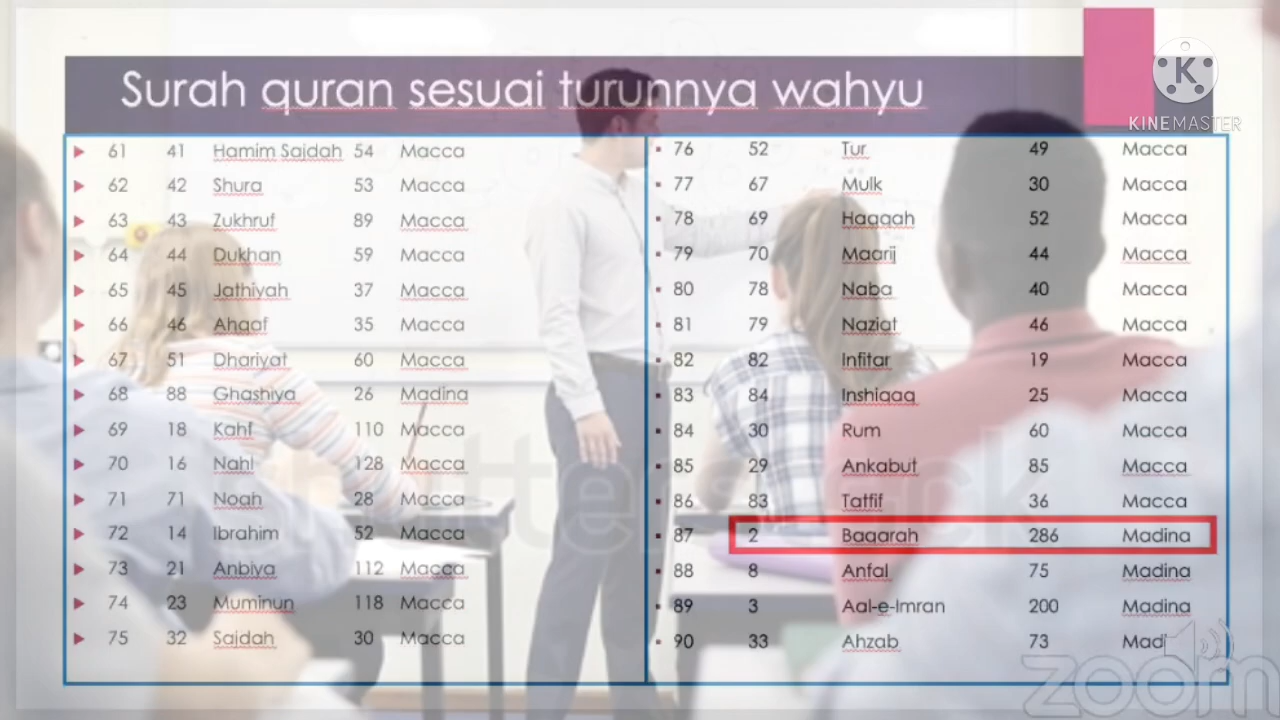 Surah quran sesuai turunnya wahyu
K
KINEMASTER
61 41 Hamim Sajdah 54 Macca
62 42 Shura 53 Macca
63 43 Zukhruf 89 Macca
64 44 Dukhan 59 Macca
65 45 Jathiyah 37 Macca
66 46 Ahqaf 35 Macca
67 51 Dhariyat 60 Macca
68 88 Ghashiya 26 Madina
69 18 Kahf 110 Macca
70 16 Nahl 128 Macca
71 71 Noah 28 Macca
72 14 Ibrahim 52 Macca
73 21 Anbiya 112 Macca
74 23 Muminun 118 Macca
75 32 Sajdah 30 Macca
76 52 Tur 49 Macca
77 67 Mulk 30 Macca
78 69 Haqqah 52 Macca
79 70 Maarij 44 Macca
80 78 Naba 40 Macca
81 79 Naziat 46 Macca
82 82 Infitar 19 Macca
83 84 Inshiqaq 25 Macca
84 30 Rum 60 Macca
85 29 Ankabut 85 Macca
86 83 Tatfif 36 Macca
87 2 Baqarah 286 Madina
88 8 Anfal 75 Madina
89 3 Aal-e-Imran 200 Madina
90 33 Ahzab 73 Madi
shutterstock
zoom